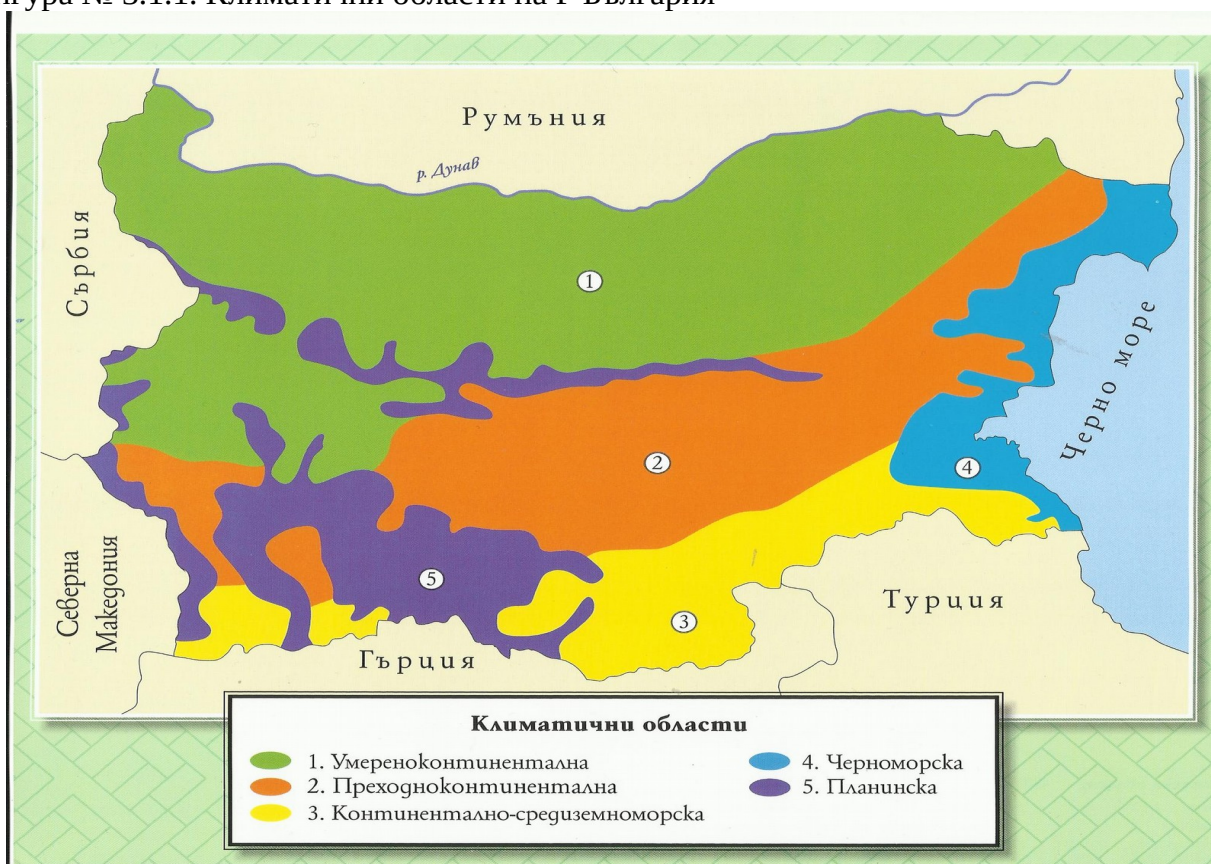 Климатични области на Р България
Румъния
р. Дунав
Сърбия
1
Черно море
2
4
Северна
Македония
5
3
Турция
Гърция
Климатични области
1. Умереноконтинентална
2. Преходноконтинентална
3. Континентално-средиземноморска
4. Черноморска
5. Планинска